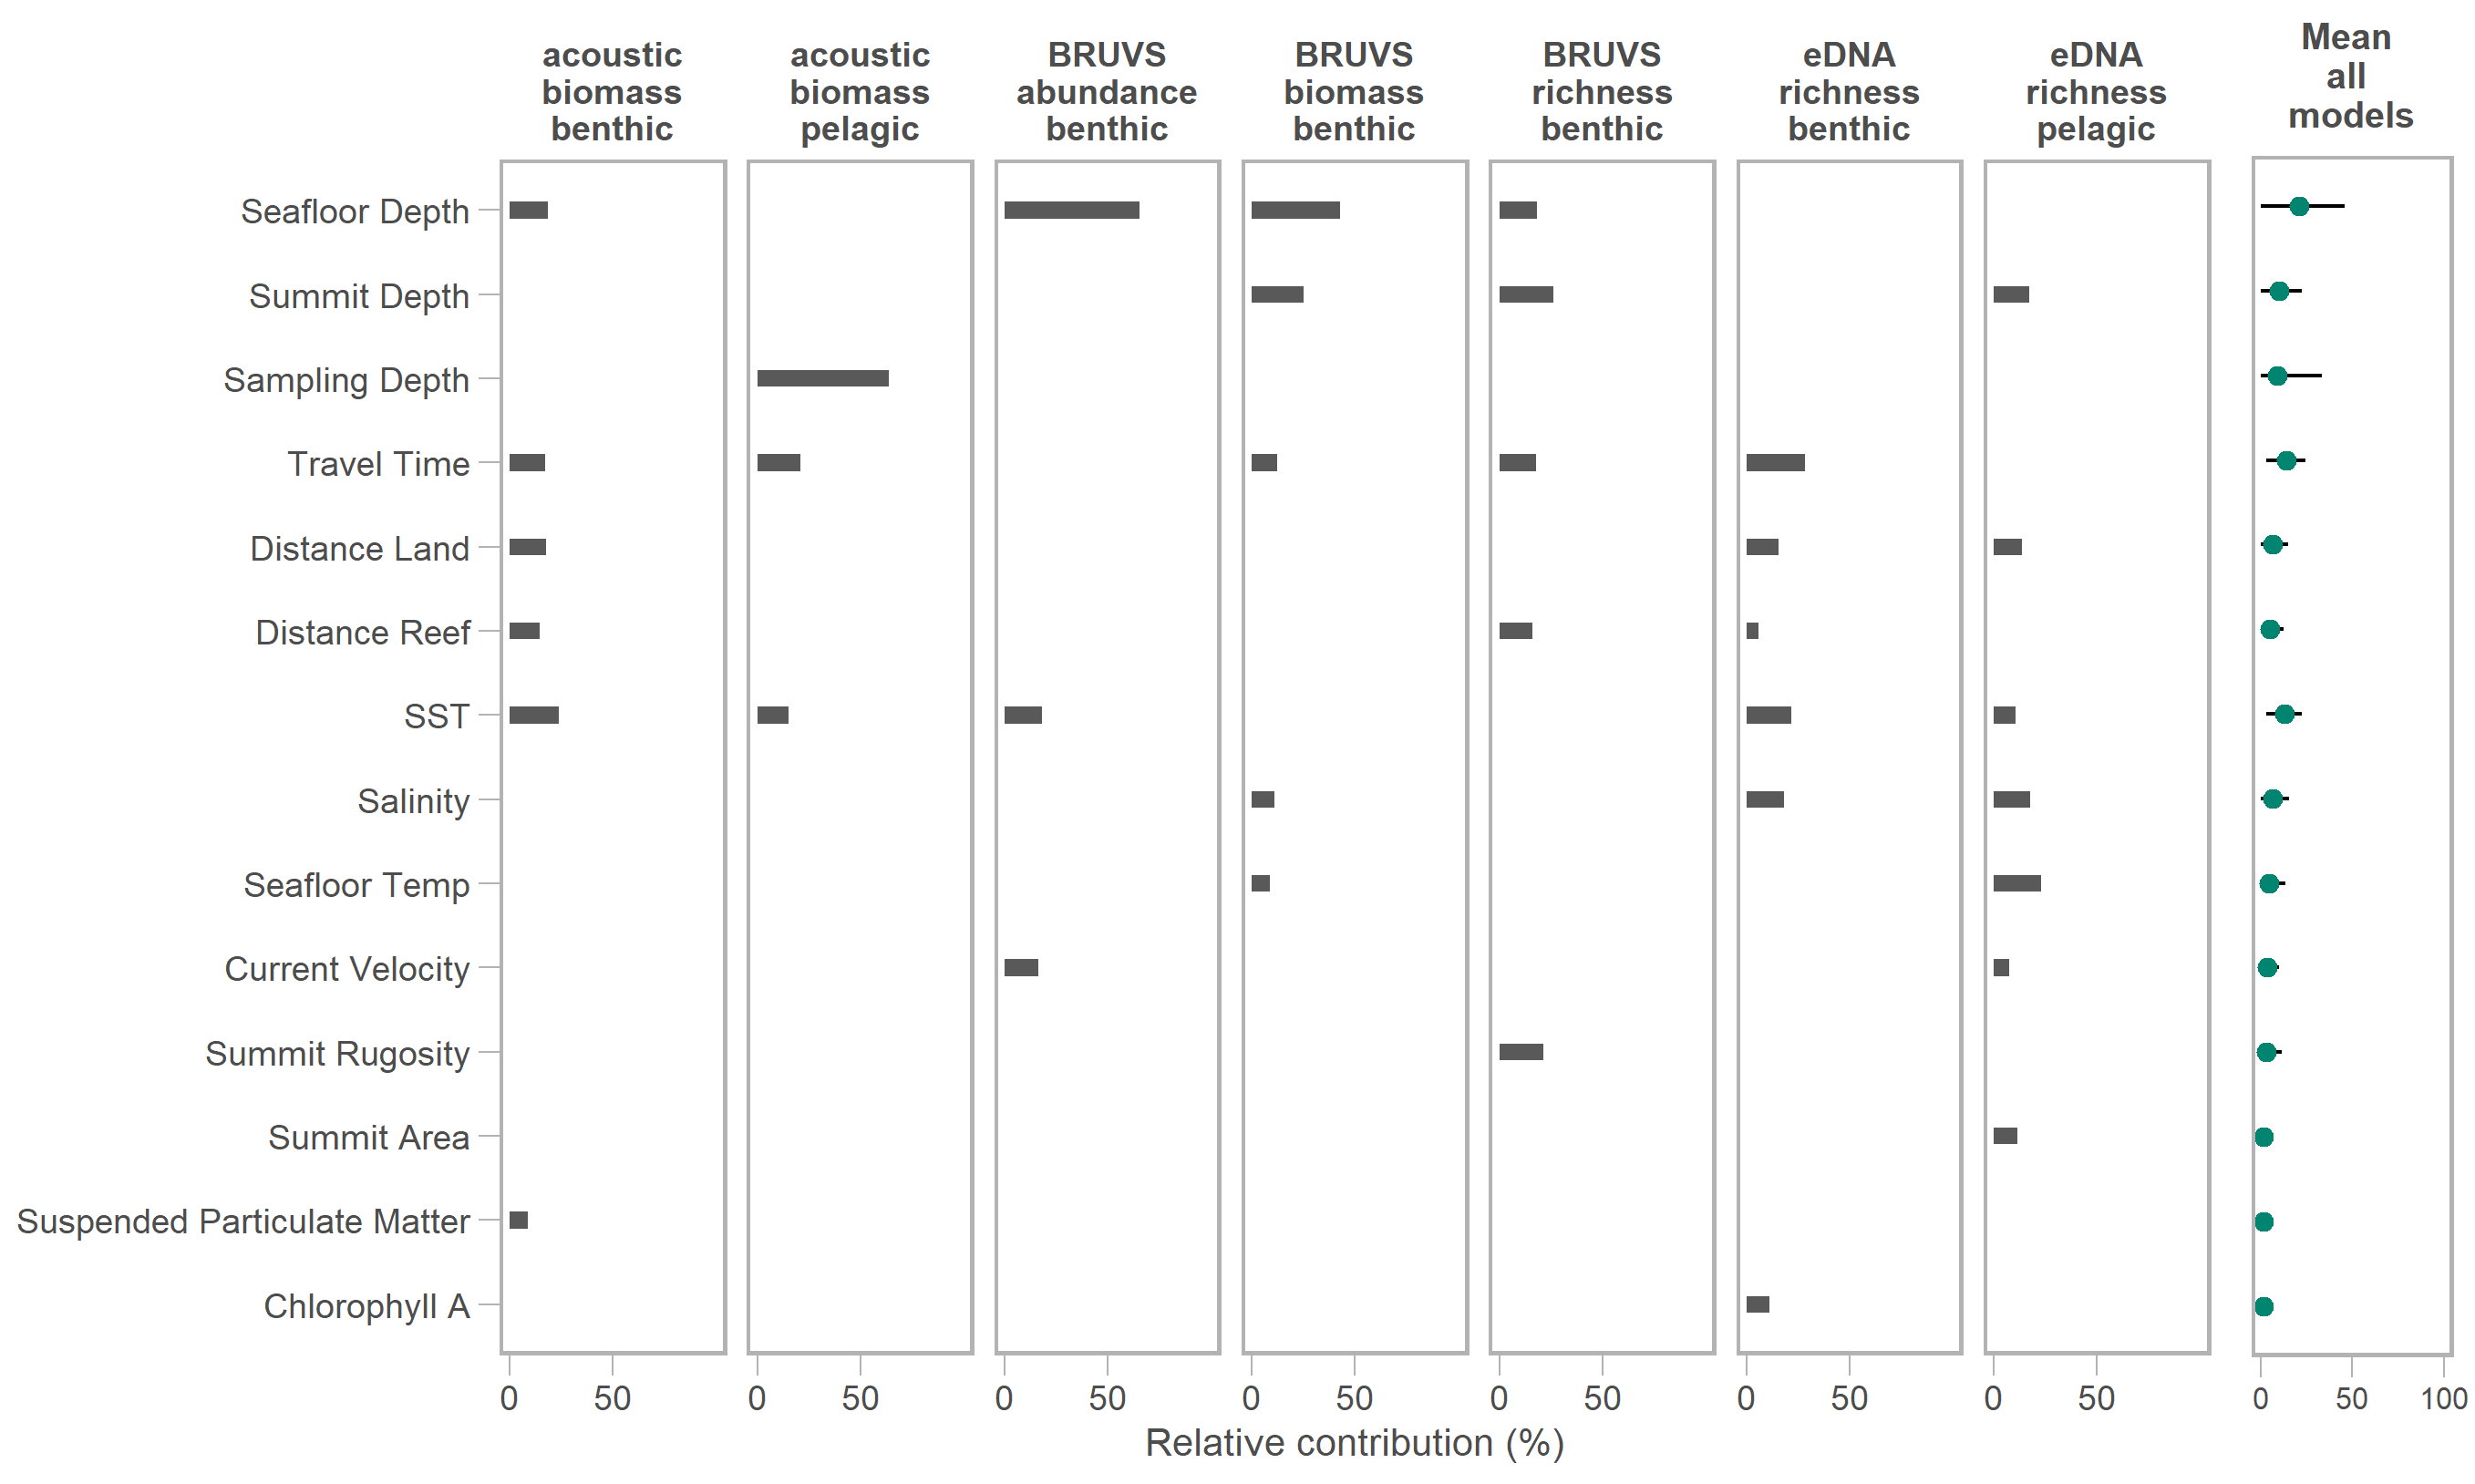 acoustic
biomass
benthic
acoustic
biomass
pelagic
BRUVS
abundance
benthic
BRUVS
biomass
benthic
BRUVS
richness
benthic
eDNA
richness
benthic
eDNA
richness
pelagic
Mean
all
models
Seafloor Depth
Summit Depth
Sampling Depth
Travel Time
Distance Land
Distance Reef
SST
Salinity
Seafloor Temp
Current Velocity
Summit Rugosity
Summit Area
Suspended Particulate Matter
Chlorophyll A
0 50 0 50 0 50 0 50 0 50 0 50 0 50 0 50 100
Relative contribution (%)